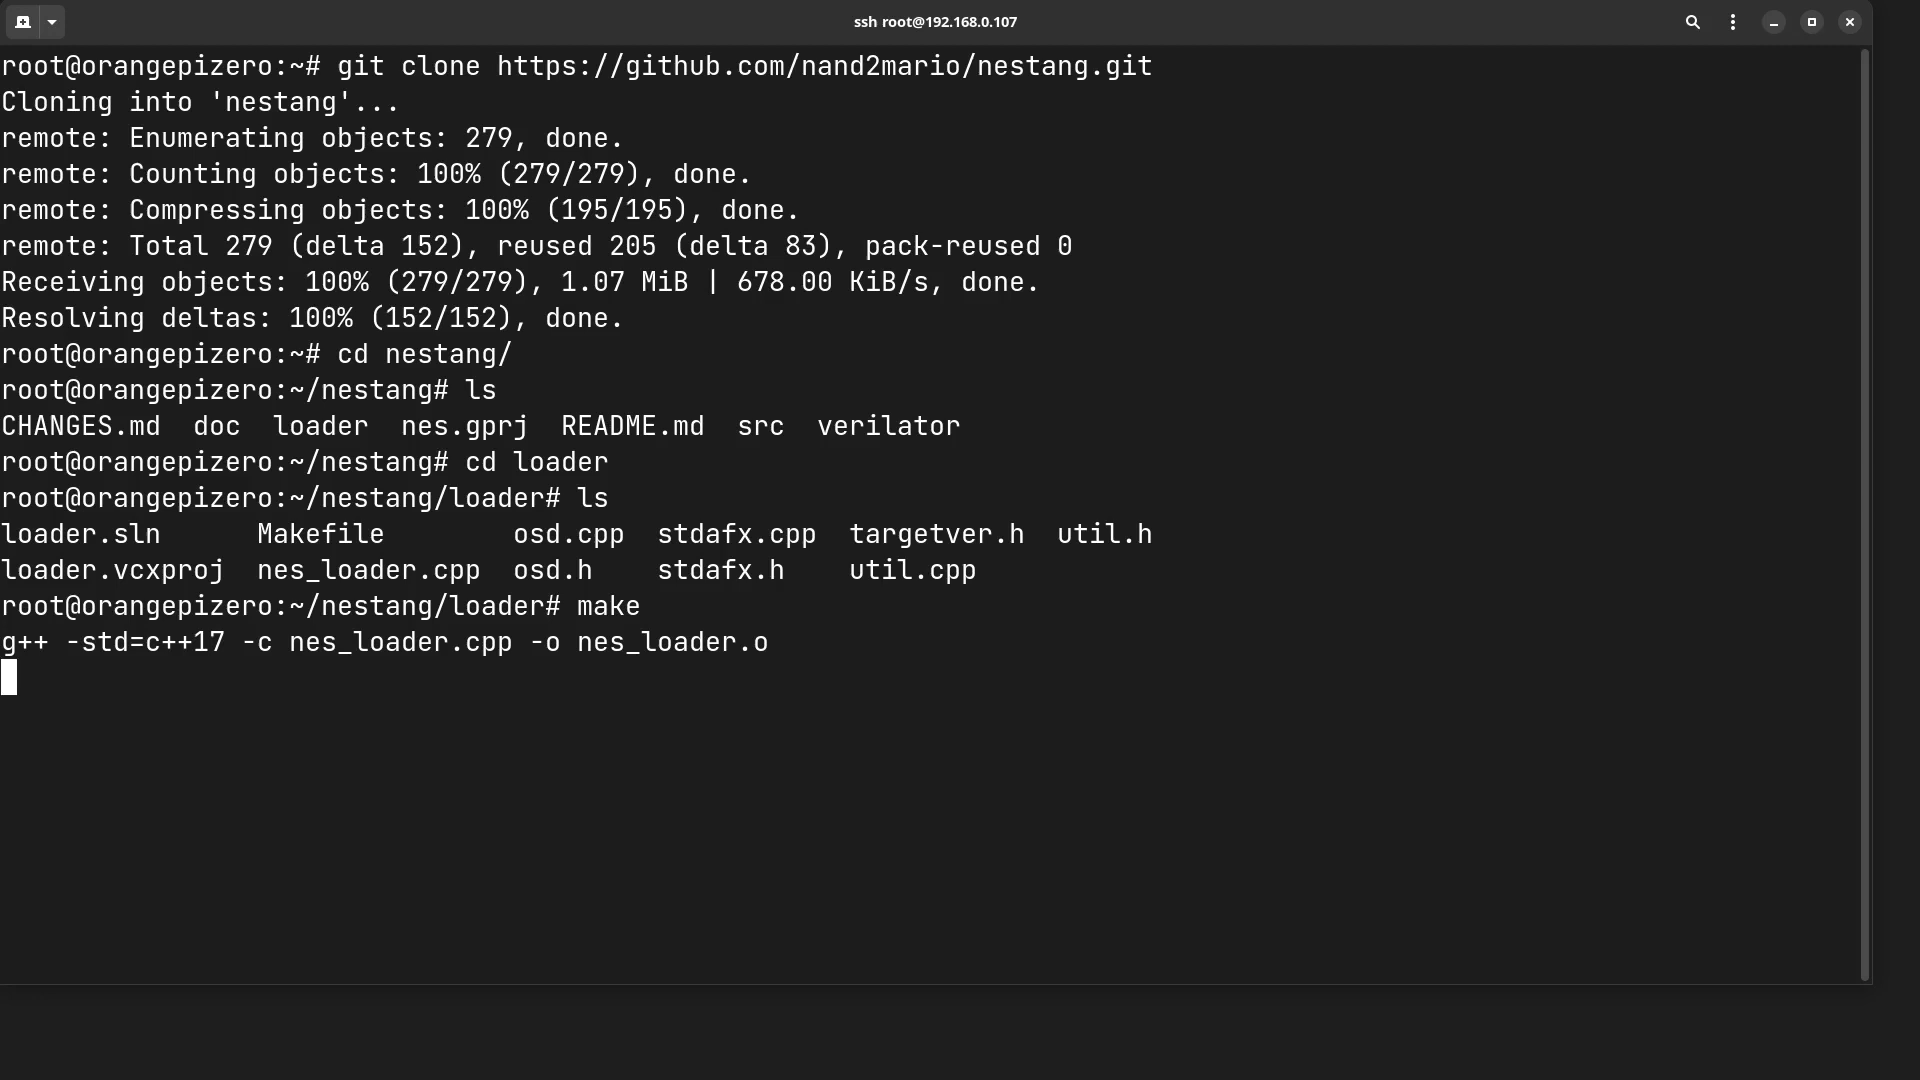 ssh root@192.168.0.107
root@orangepizero:~# git clone https://github.com/nand2mario/nestang.git
Cloning into 'nestang'...
remote: Enumerating objects: 279, done.
remote: Counting objects: 100% (279/279), done.
remote: Compressing objects: 100% (195/195), done.
remote: Total 279 (delta 152), reused 205 (delta 83), pack-reused 0
Receiving objects: 100% (279/279), 1.07 MiB | 678.00 KiB/s, done.
Resolving deltas: 100% (152/152), done.
root@orangepizero:~# cd nestang/
root@orangepizero:~/nestang# ls
CHANGES.md  doc  loader  nes.gprj  README.md  src  verilator
root@orangepizero:~/nestang# cd loader
root@orangepizero:~/nestang/loader# ls
loader.sln      Makefile        osd.cpp  stdafx.cpp  targetver.h  util.h
loader.vcxproj  nes_loader.cpp  osd.h    stdafx.h    util.cpp
root@orangepizero:~/nestang/loader# make
g++ -std=c++17 -c nes_loader.cpp -o nes_loader.o